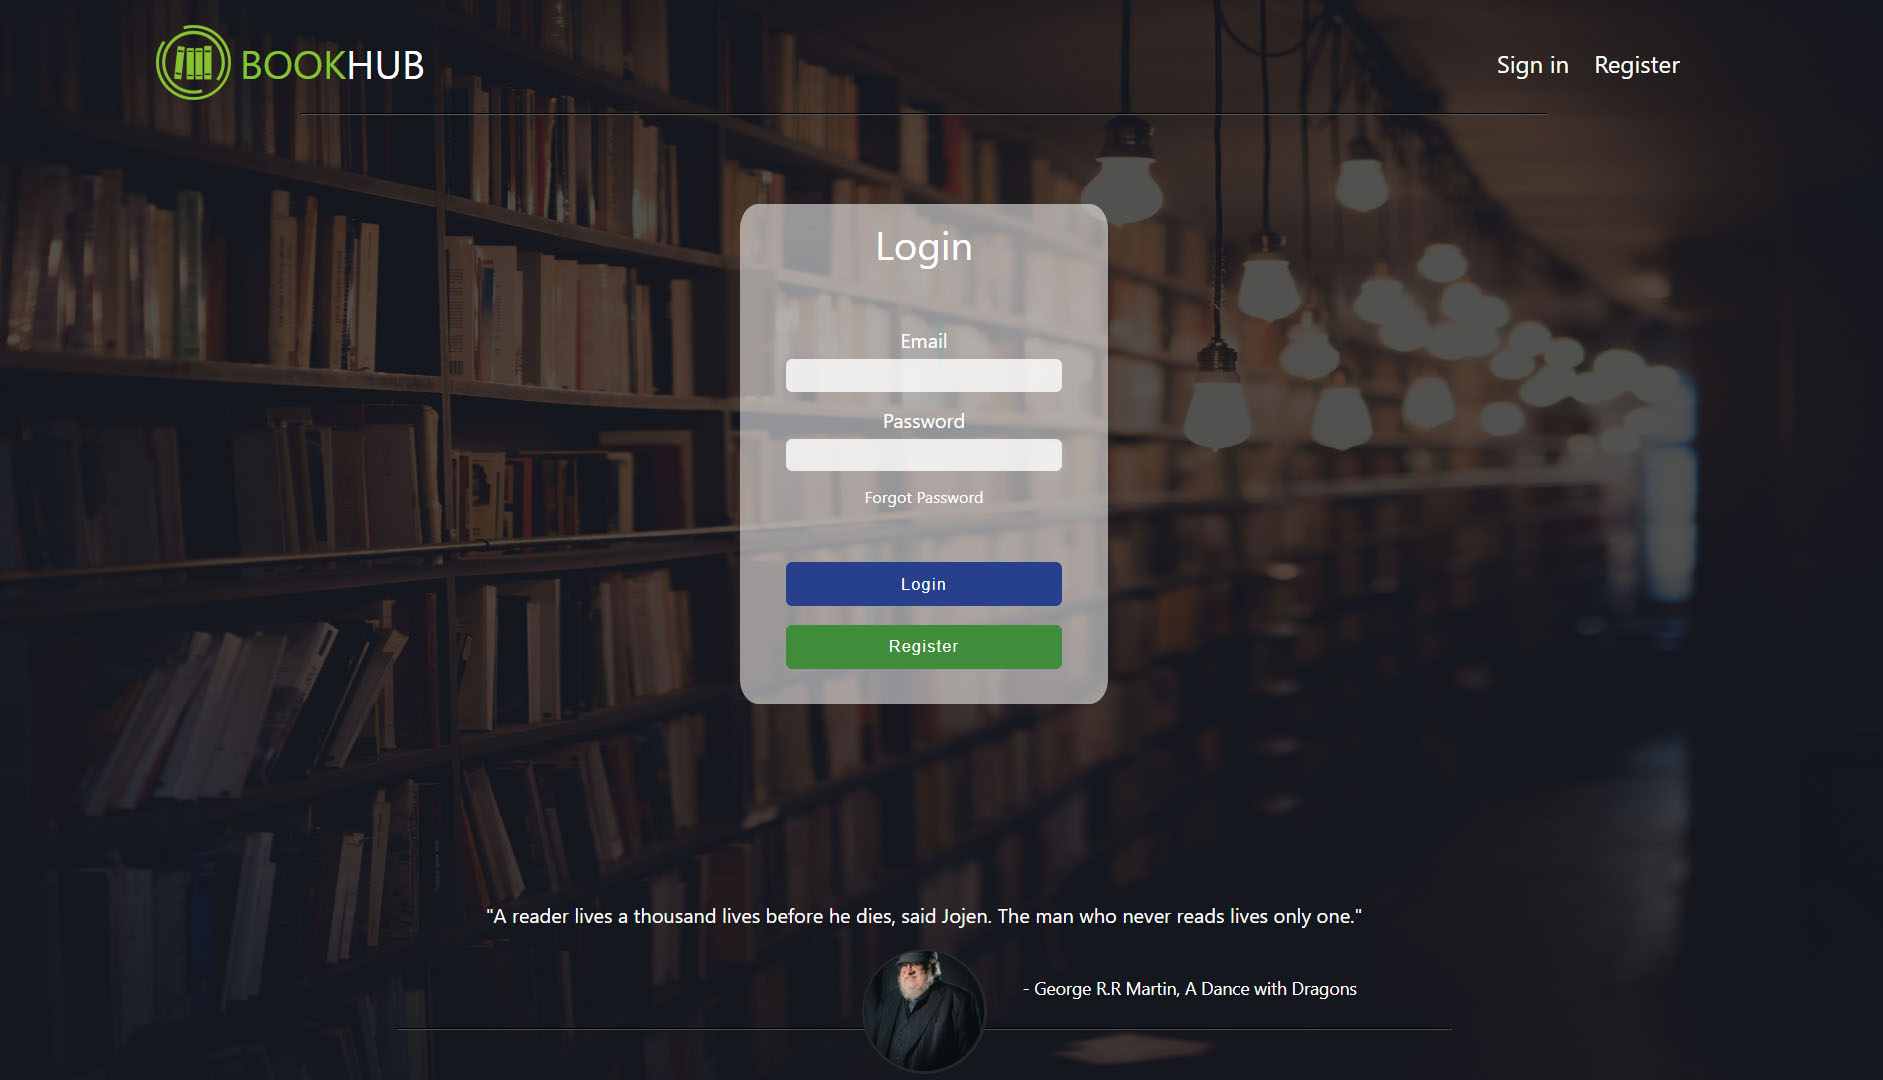 BOOKHUB
Sign in Register
Login
Email
Password
Forgot Password
Login
Register
"A reader lives a thousand lives before he dies, said Jojen. The man who never reads lives only one."
- George R.R Martin, A Dance with Dragons